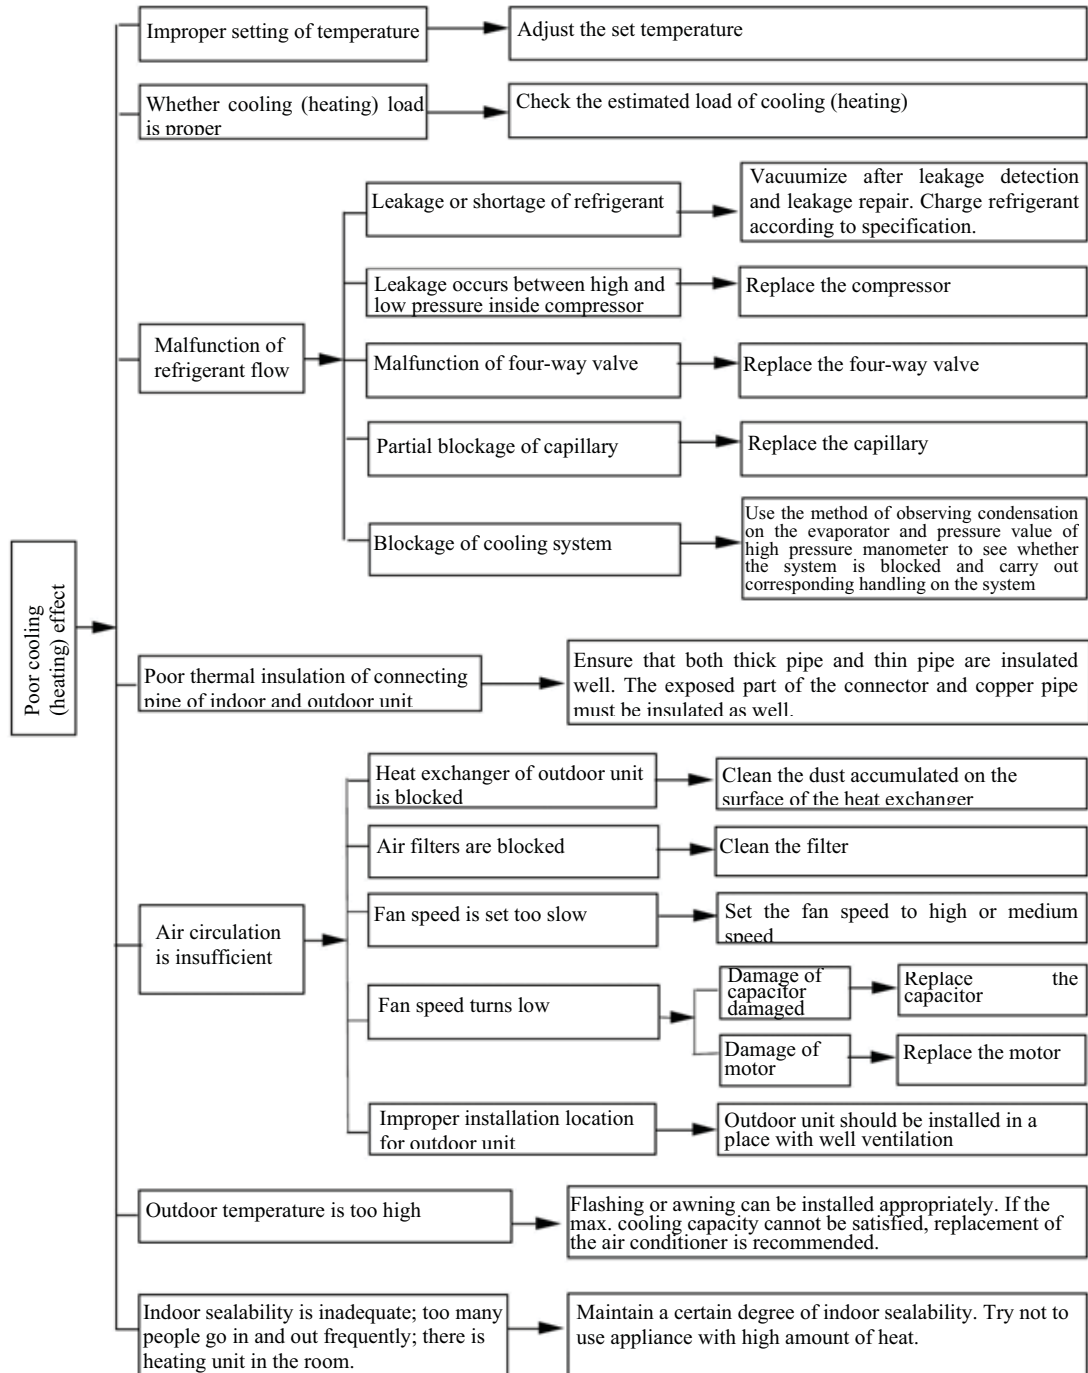 Improper setting of temperature
Adjust the set temperature
Whether cooling (heating) load
is proper
Check the estimated load of cooling (heating)
Leakage or shortage of refrigerant
Vacuumize after leakage detection
and leakage repair. Charge refrigerant
according to specification.
Leakage occurs between high and
low pressure inside compressor
Replace the compressor
Malfunction of
refrigerant flow
Malfunction of four-way valve
Replace the four-way valve
Partial blockage of capillary
Replace the capillary
Blockage of cooling system
Use the method of observing condensation
on the evaporator and pressure value of
high pressure manometer to see whether
the system is blocked and carry out
corresponding handling on the system
Poor cooling
(heating) effect
Poor thermal insulation of connecting
pipe of indoor and outdoor unit
Ensure that both thick pipe and thin pipe are insulated
well. The exposed part of the connector and copper pipe
must be insulated as well.
Heat exchanger of outdoor unit
is blocked
Clean the dust accumulated on the
surface of the heat exchanger
Air filters are blocked
Clean the filter
Air circulation
is insufficient
Fan speed is set too slow
Set the fan speed to high or medium
speed
Fan speed turns low
Damage of
capacitor
damaged
Replace the
capacitor
Damage of
motor
Replace the motor
Improper installation location
for outdoor unit
Outdoor unit should be installed in a
place with well ventilation
Outdoor temperature is too high
Flashing or awning can be installed appropriately. If the
max. cooling capacity cannot be satisfied, replacement of
the air conditioner is recommended.
Indoor sealability is inadequate; too many
people go in and out frequently; there is
heating unit in the room.
Maintain a certain degree of indoor sealability. Try not to
use appliance with high amount of heat.